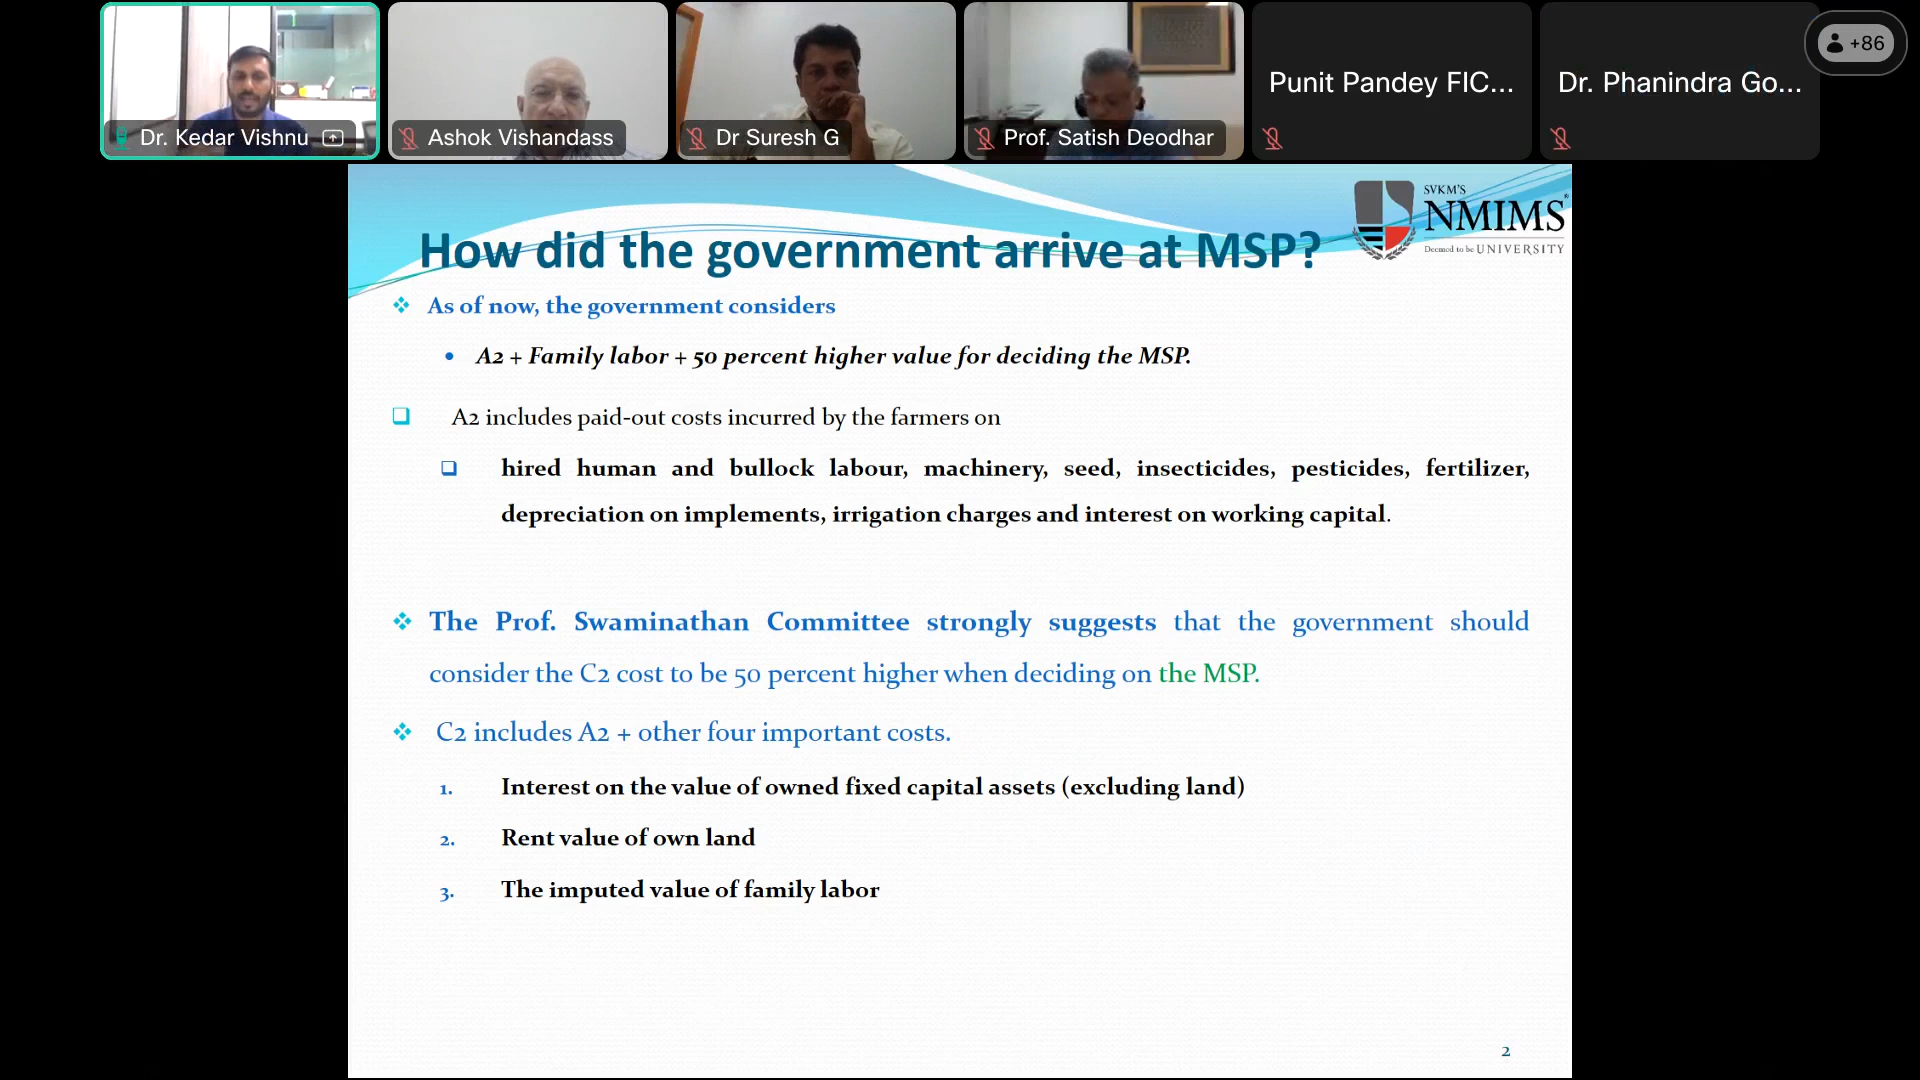 Dr. Kedar Vishnu
Ashok Vishandass
Dr Suresh G
Prof. Satish Deodhar
Punit Pandey FIC...
Dr. Phanindra Go...
+86
SVKM'S
NMIMS
Deemed to be UNIVERSITY
How did the government arrive at MSP?
As of now, the government considers
A2 + Family labor + 50 percent higher value for deciding the MSP.
A2 includes paid-out costs incurred by the farmers on
hired human and bullock labour, machinery, seed, insecticides, pesticides, fertilizer,
depreciation on implements, irrigation charges and interest on working capital.
The Prof. Swaminathan Committee strongly suggests that the government should
consider the C2 cost to be 50 percent higher when deciding on the MSP.
C2 includes A2 + other four important costs.
1. Interest on the value of owned fixed capital assets (excluding land)
2. Rent value of own land
3. The imputed value of family labor
2